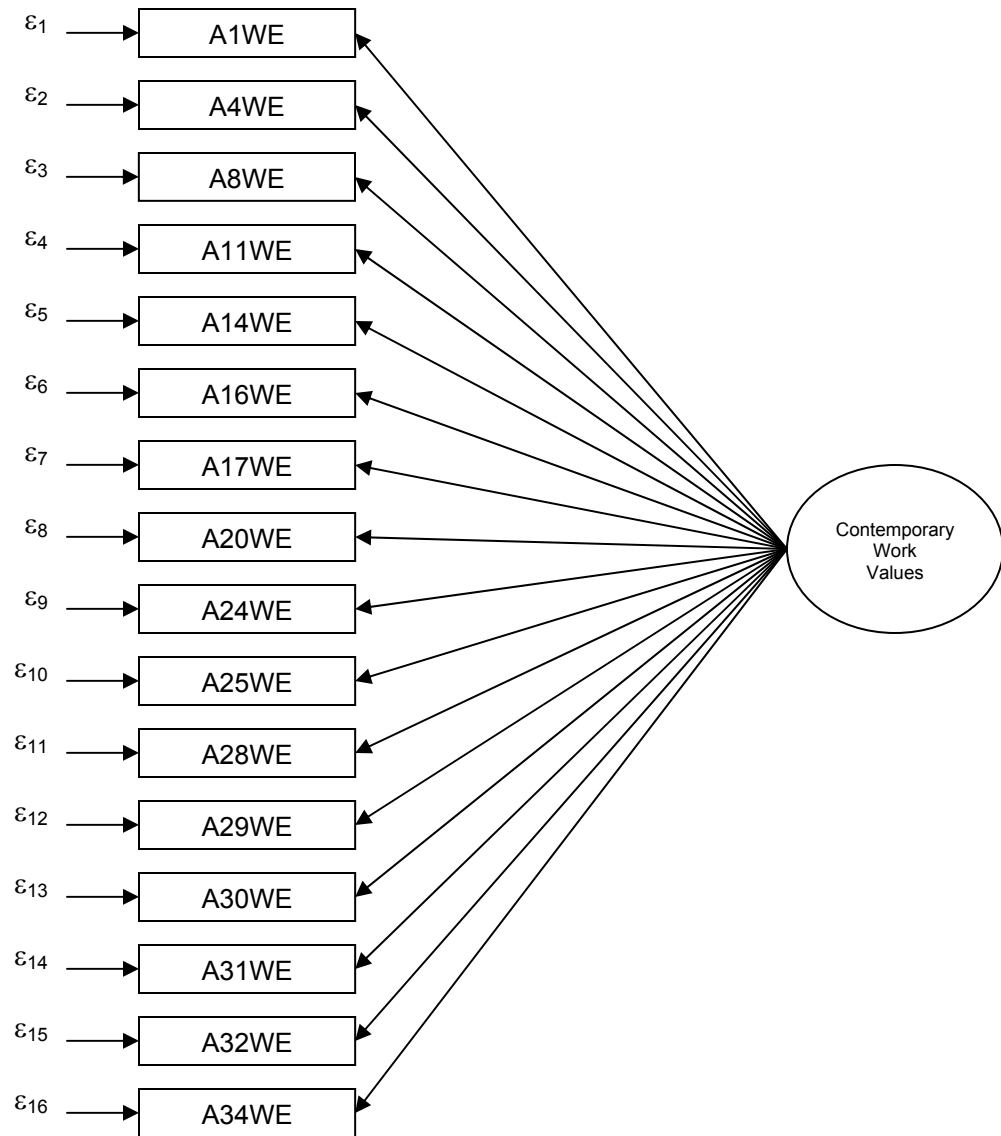 ε1 A1WE
ε2 A4WE
ε3 A8WE
ε4 A11WE
ε5 A14WE
ε6 A16WE
ε7 A17WE
ε8 A20WE
ε9 A24WE
ε10 A25WE
ε11 A28WE
ε12 A29WE
ε13 A30WE
ε14 A31WE
ε15 A32WE
ε16 A34WE
Contemporary
Work
Values